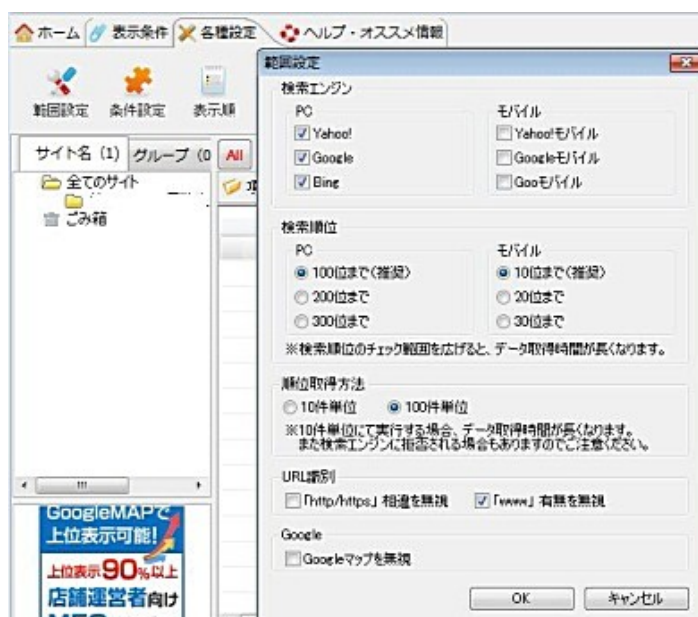 ホーム 表示条件 各種設定 ヘルプ・オススメ情報
範囲設定 条件設定 表示順
サイト名 (1) グループ (0 All
全てのサイト
ごみ箱
GoogleMAPで
上位表示可能!
上位表示90%以上
店舗運営者向け
範囲設定
検索エンジン
PC モバイル
Yahoo! Yahoo!モバイル
Google Googleモバイル
Bing Gooモバイル
検索順位
PC モバイル
100位まで(推奨) 10位まで(推奨)
200位まで 20位まで
300位まで 30位まで
※検索順位のチェック範囲を広げると、データ取得時間が長くなります。
順位取得方法
10件単位 100件単位
※10件単位にて実行する場合、データ取得時間が長くなります。
また検索エンジンに拒否される場合もありますのでご注意ください。
URL識別
「http/https」相違を無視 「www」有無を無視
Google
Googleマップを無視
OK キャンセル